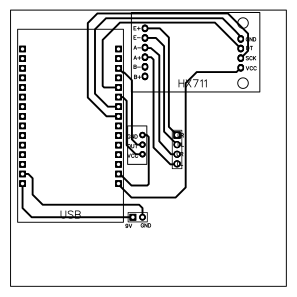 E+
E-
A-
A+
B-
B+
GND
DT
SCK
VCC
HX711
GND
OUT
VCC
R
L
R
L
USB
9V GND